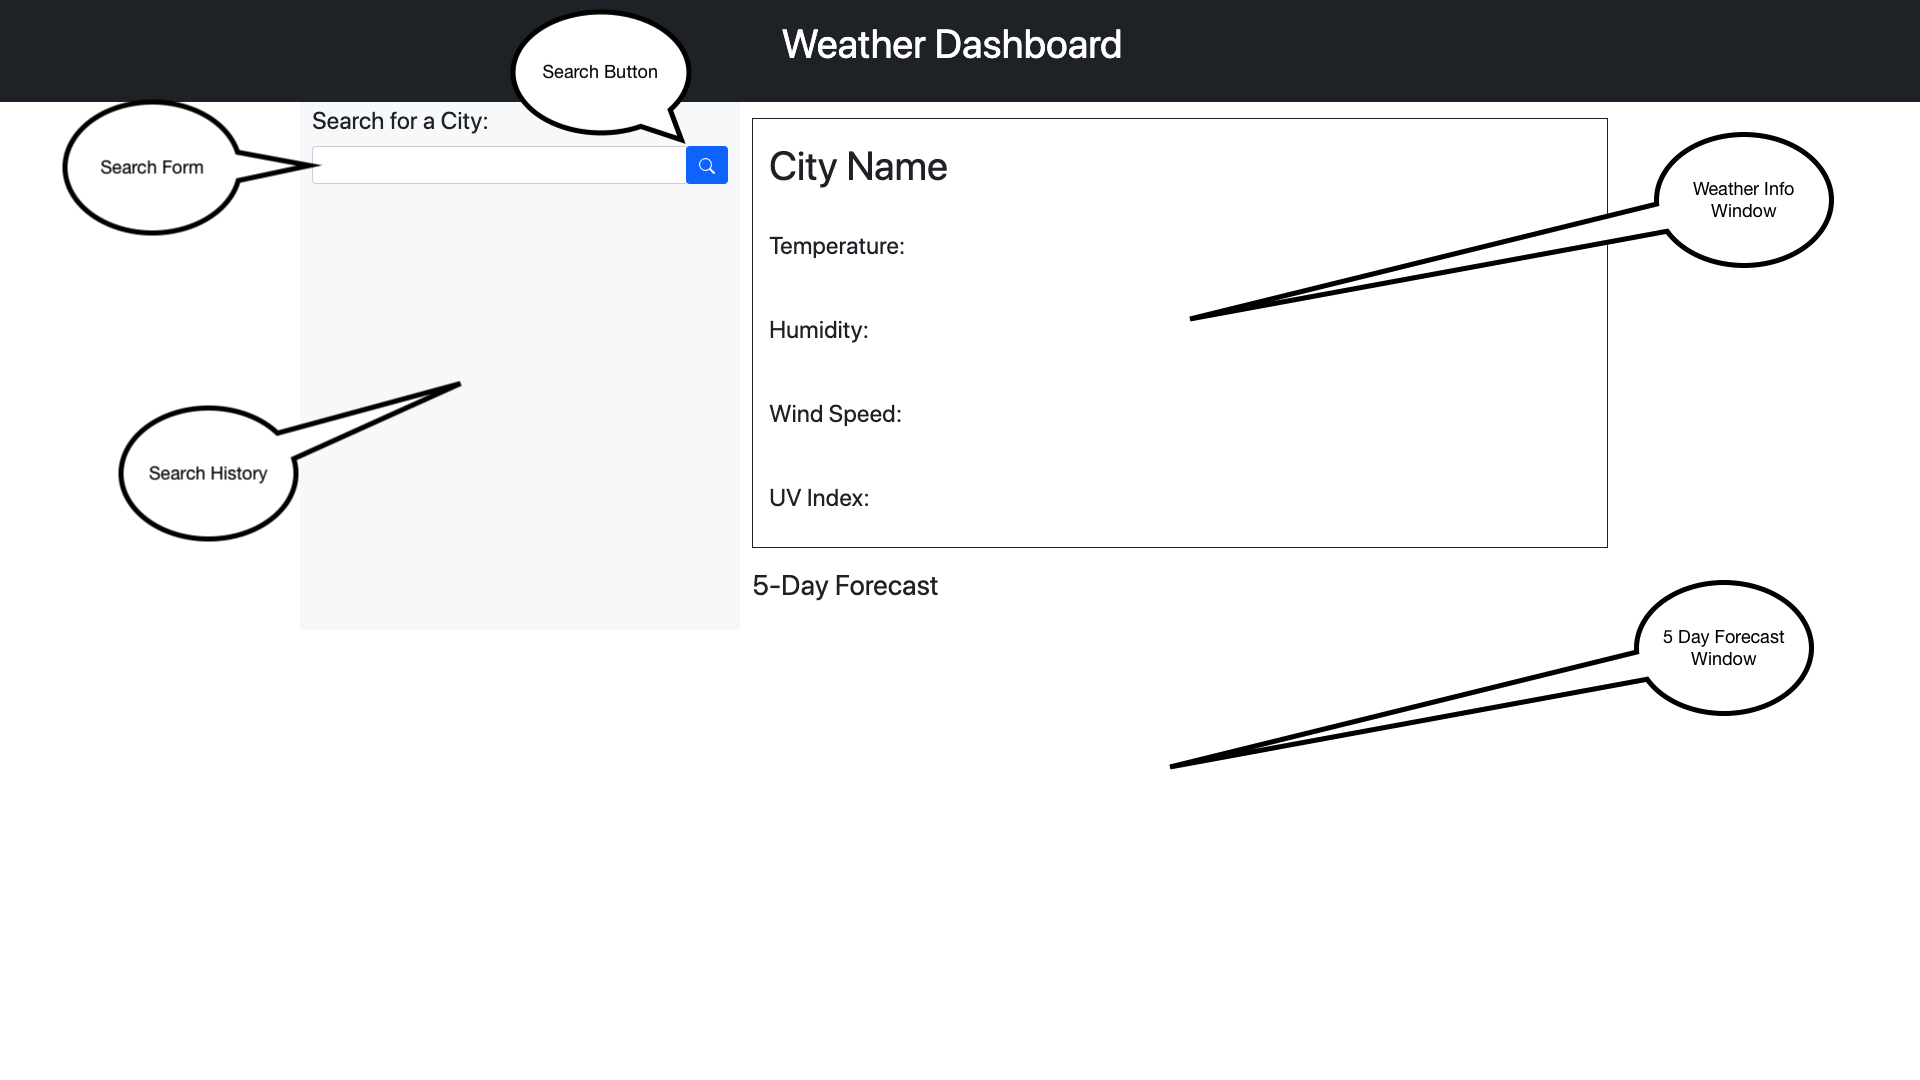 Weather Dashboard
Search Button
Search for a City:
Search Form
City Name
Weather Info
Window
Temperature:
Humidity:
Wind Speed:
Search History
UV Index:
5-Day Forecast
5 Day Forecast
Window